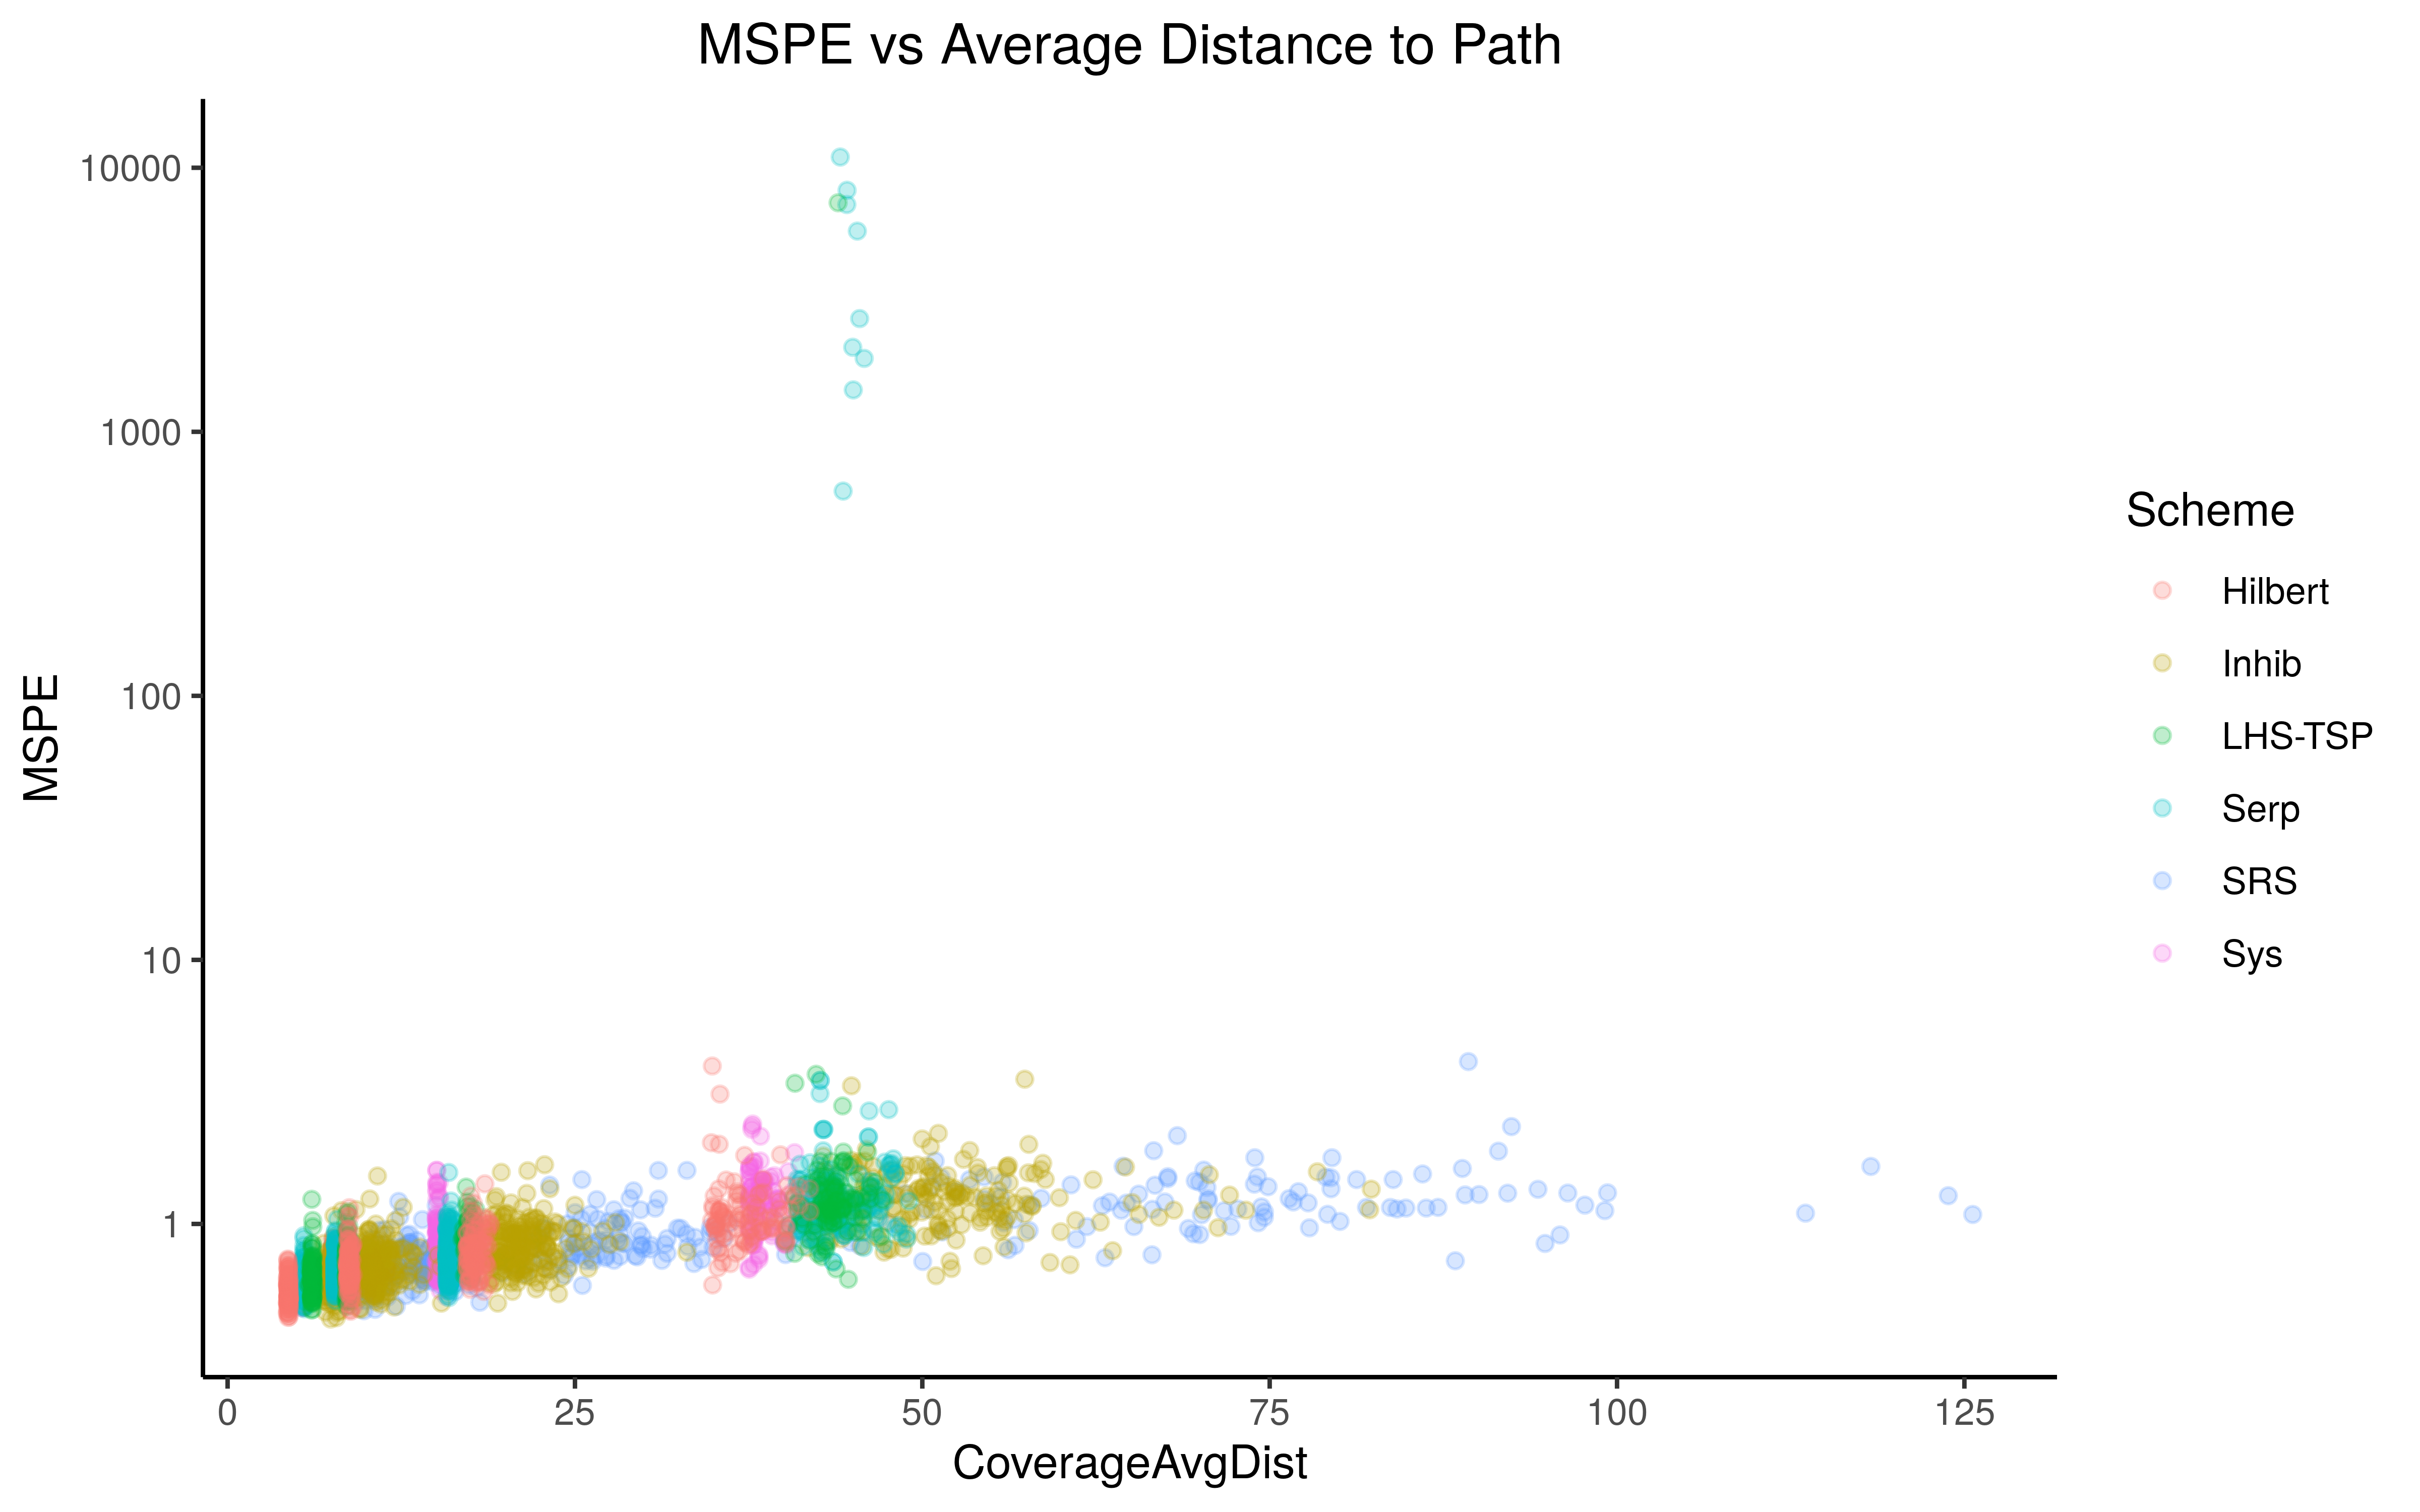 MSPE vs Average Distance to Path
MSPE
10000
1000
100
10
1
0 25 50 75 100 125
CoverageAvgDist
Scheme
Hilbert
Inhib
LHS-TSP
Serp
SRS
Sys